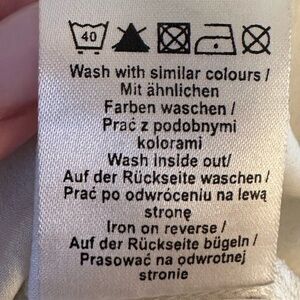 40
Wash with similar colours /
Mit ähnlichen
Farben waschen /
Prać z podobnymi
kolorami
Wash inside out/
Auf der Rückseite waschen /
Prać po odwróceniu na lewą
stronę
Iron on reverse /
Auf der Rückseite bügeln /
Prasować na odwrotnej
stronie